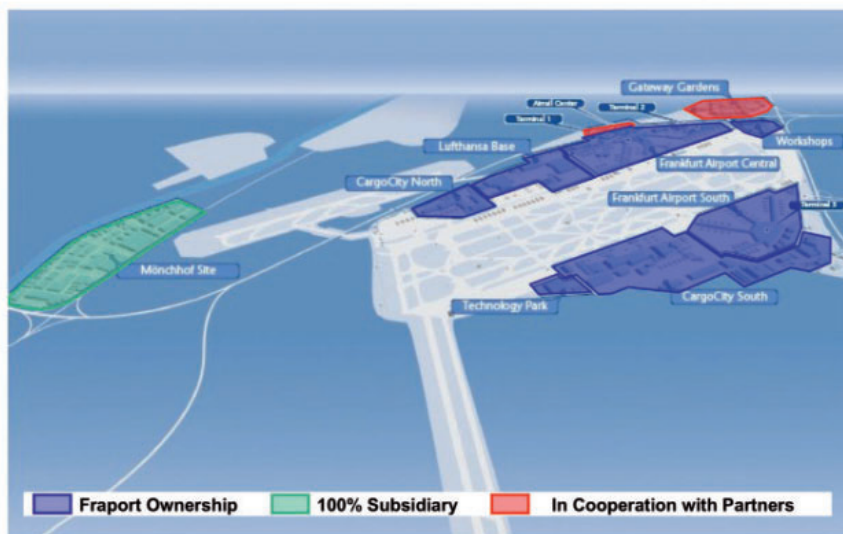 Gateway Gardens
Airrail Center
Terminal 2
Terminal 1
Workshops
Lufthansa Base
Frankfurt Airport Central
CargoCity North
Frankfurt Airport South
Terminal 3
Mönchhof Site
CargoCity South
Technology Park
Fraport Ownership
100% Subsidiary
In Cooperation with Partners